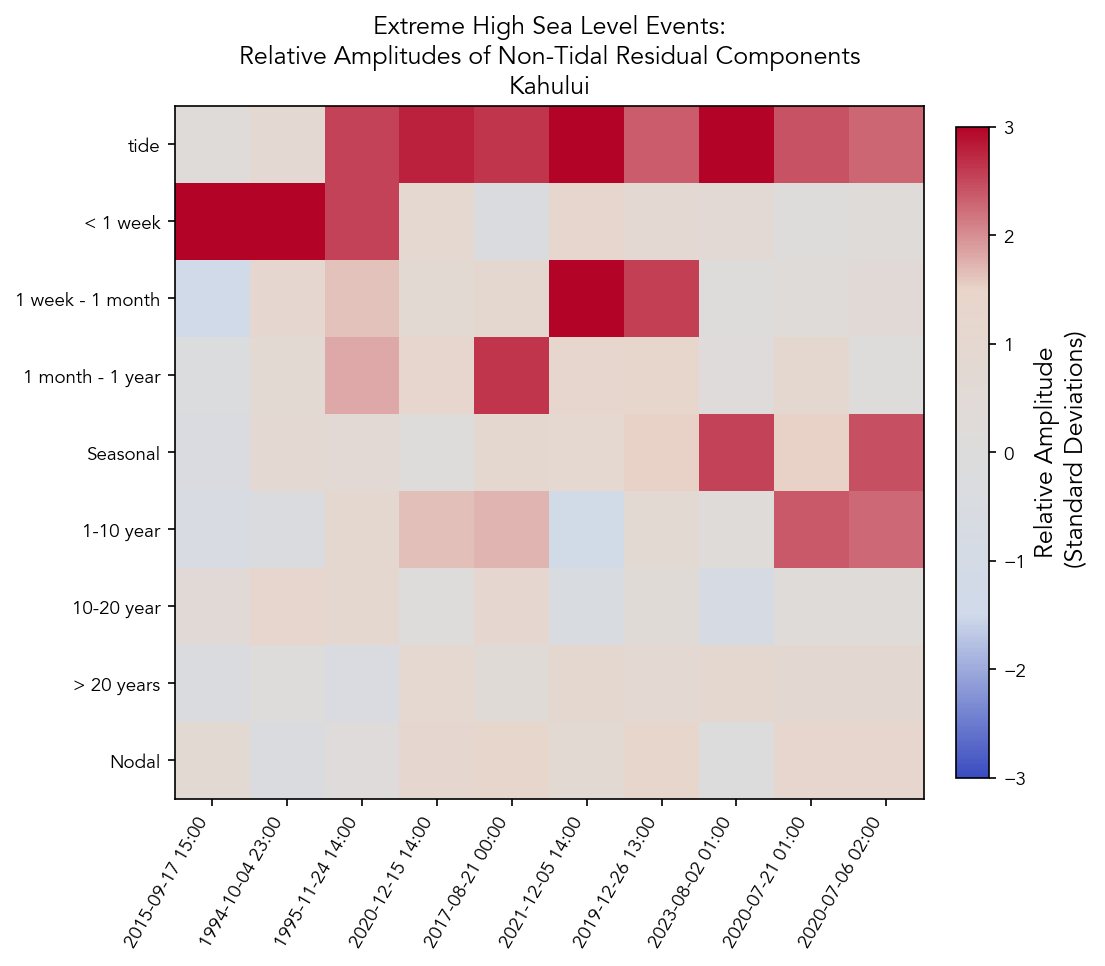 Extreme High Sea Level Events:
Relative Amplitudes of Non-Tidal Residual Components
Kahului
tide
< 1 week
1 week - 1 month
1 month - 1 year
Seasonal
1-10 year
10-20 year
> 20 years
Nodal
2015-09-17 15:00
1994-10-04 23:00
1995-11-24 14:00
2020-12-15 14:00
2017-08-21 00:00
2021-12-05 14:00
2019-12-26 13:00
2023-08-02 01:00
2020-07-21 01:00
2020-07-06 02:00
3
2
1
0
−1
−2
−3
Relative Amplitude
(Standard Deviations)